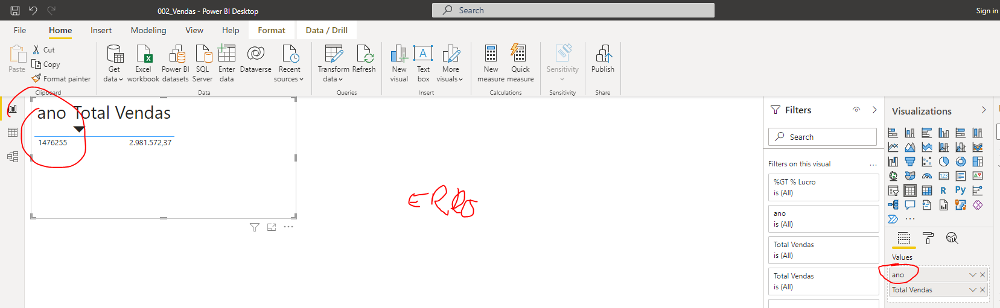 002_Vendas - Power BI Desktop
Search
Sign in
File Home Insert Modeling View Help Format Data / Drill
Paste
Cut
Copy
Format painter
Clipboard
Get data
Excel workbook
Power BI datasets
SQL Server
Enter data
Dataverse
Recent sources
Data
Transform data
Refresh
Queries
New visual
Text box
More visuals
Insert
New measure
Quick measure
Calculations
Sensitivity
Sensitivity
Publish
Share
ano Total Vendas
1476255 2.981.572,37
ERRO
Filters
Search
Filters on this visual ...
%GT % Lucro
is (All)
ano
is (All)
Total Vendas
is (All)
Total Vendas
is (All)
Visualizations
123
R Py
...
Values
ano
Total Vendas